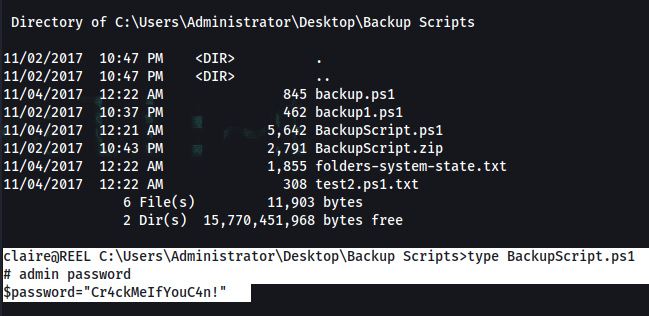 Directory of C:\Users\Administrator\Desktop\Backup Scripts
11/02/2017  10:47 PM    <DIR>          .
11/02/2017  10:47 PM    <DIR>          ..
11/04/2017  12:22 AM               845 backup.ps1
11/02/2017  10:37 PM               462 backup1.ps1
11/04/2017  12:21 AM             5,642 BackupScript.ps1
11/02/2017  10:43 PM             2,791 BackupScript.zip
11/04/2017  12:22 AM             1,855 folders-system-state.txt
11/04/2017  12:22 AM               308 test2.ps1.txt
6 File(s)         11,903 bytes
2 Dir(s)  15,770,451,968 bytes free
claire@REEL C:\Users\Administrator\Desktop\Backup Scripts>type BackupScript.ps1
# admin password
$password="Cr4ckMeIfYouC4n!"